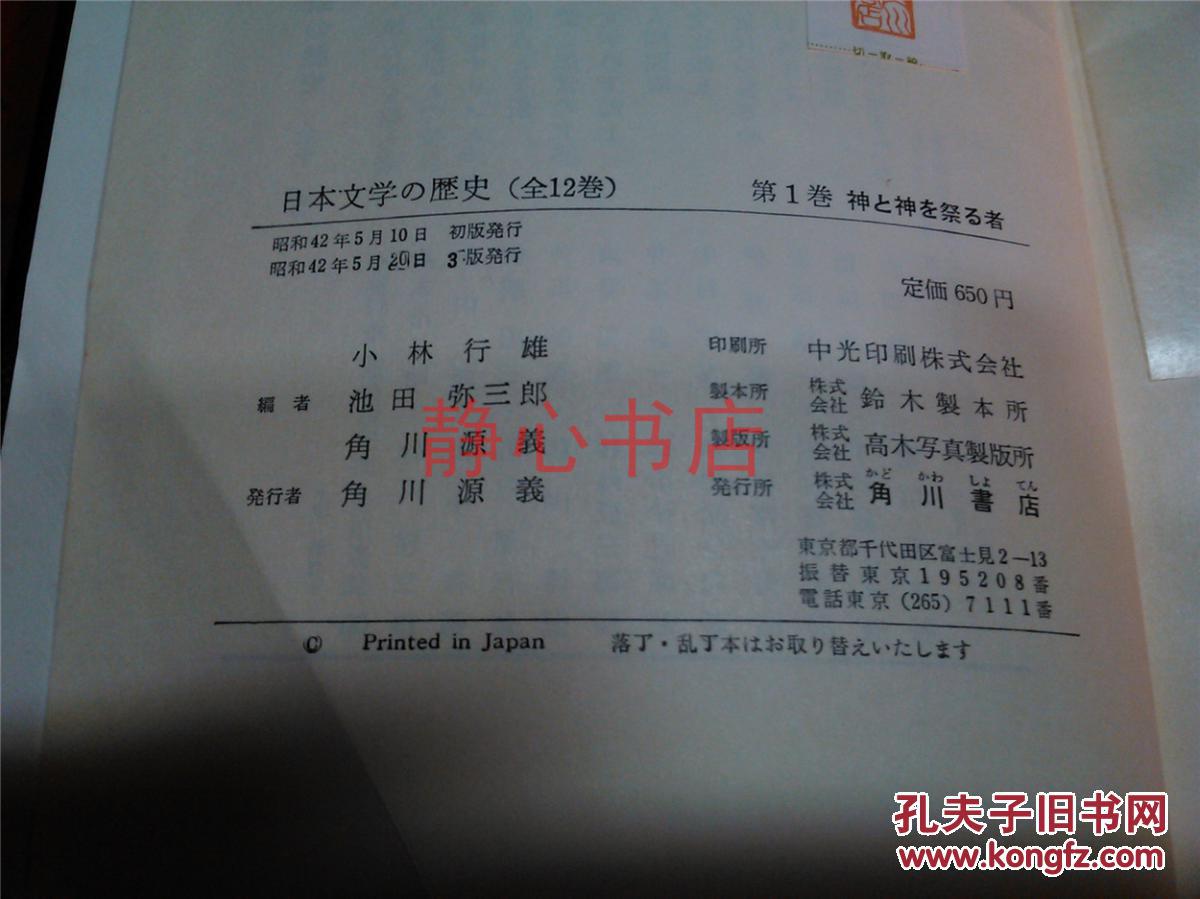 切ー取ー線
日本文学の歴史（全12巻） 第1巻 神と神を祭る者
昭和42年5月10日 初版発行
昭和42年5月20日 3版発行
定価 650円
編者 小林行雄
池田弥三郎
角川源義
発行者 角川源義
印刷所 中光印刷株式会社
製本所 株式会社 鈴木製本所
製版所 株式会社 高木写真製版所
発行所 株式会社 角川書店
かど かわ しょ てん
東京都千代田区富士見2―13
振替東京195208番
電話東京（265）7111番
© Printed in Japan 落丁・乱丁本はお取り替えいたします
静心书店
孔夫子旧书网
www.kongfz.com